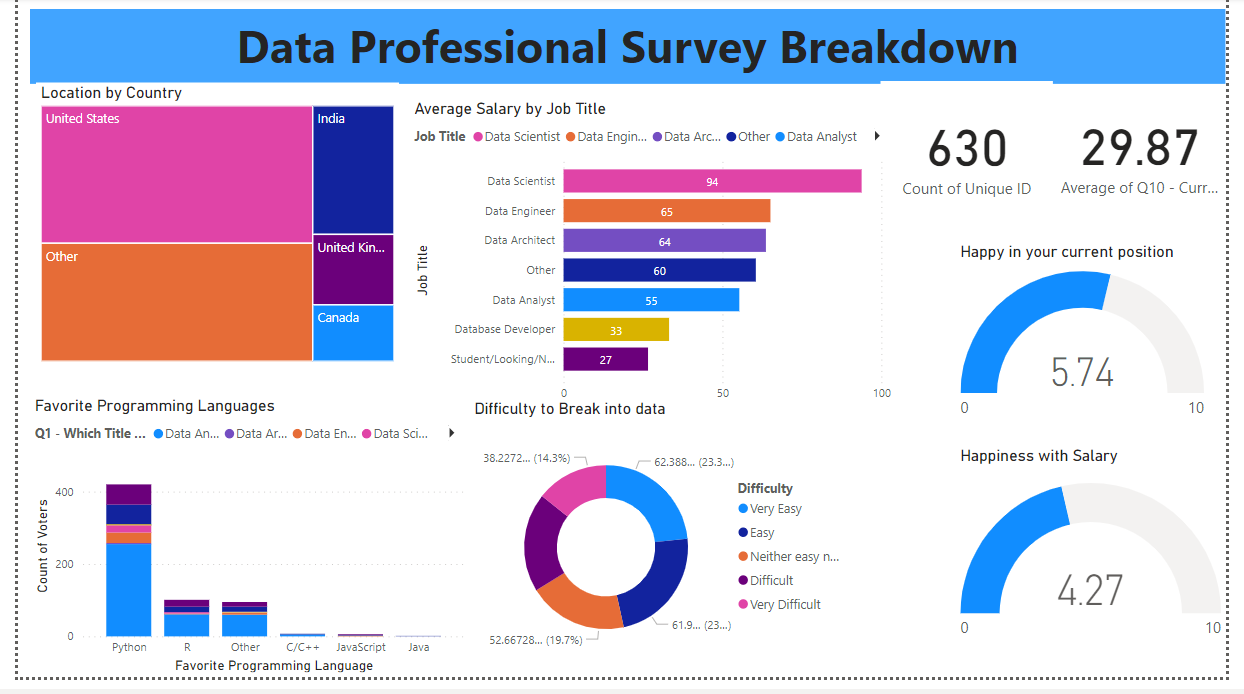 Data Professional Survey Breakdown
Location by Country
United States
India
Other
United Kin...
Canada
Average Salary by Job Title
Job Title Data Scientist Data Engin... Data Arc... Other Data Analyst
Job Title
Data Scientist 94
Data Engineer 65
Data Architect 64
Other 60
Data Analyst 55
Database Developer 33
Student/Looking/N... 27
0 50 100
630
Count of Unique ID
29.87
Average of Q10 - Curr...
Happy in your current position
5.74
0 10
Happiness with Salary
4.27
0 10
Favorite Programming Languages
Q1 - Which Title ... Data An... Data Ar... Data En... Data Sci...
Count of Voters
400
200
0
Python R Other C/C++ JavaScript Java
Favorite Programming Language
Difficulty to Break into data
38.2272... (14.3%)
62.388... (23.3...)
52.66728... (19.7%)
61.9... (23...)
Difficulty
Very Easy
Easy
Neither easy n...
Difficult
Very Difficult